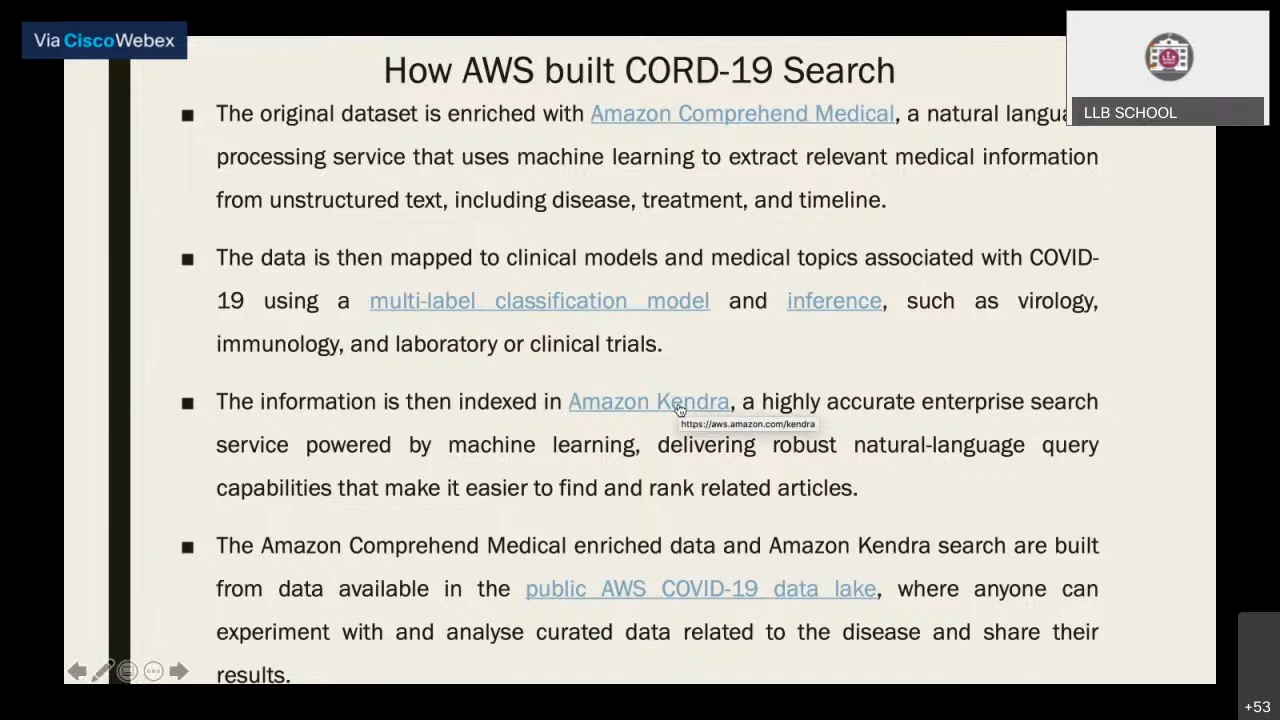 Via CiscoWebex
How AWS built CORD-19 Search
LLB SCHOOL
■ The original dataset is enriched with Amazon Comprehend Medical, a natural
processing service that uses machine learning to extract relevant medical information
from unstructured text, including disease, treatment, and timeline.
■ The data is then mapped to clinical models and medical topics associated with COVID-
19 using a multi-label classification model and inference, such as virology,
immunology, and laboratory or clinical trials.
■ The information is then indexed in Amazon Kendra, a highly accurate enterprise search
https://aws.amazon.com/kendra
service powered by machine learning, delivering robust natural-language query
capabilities that make it easier to find and rank related articles.
■ The Amazon Comprehend Medical enriched data and Amazon Kendra search are built
from data available in the public AWS COVID-19 data lake, where anyone can
experiment with and analyse curated data related to the disease and share their
results.
+53